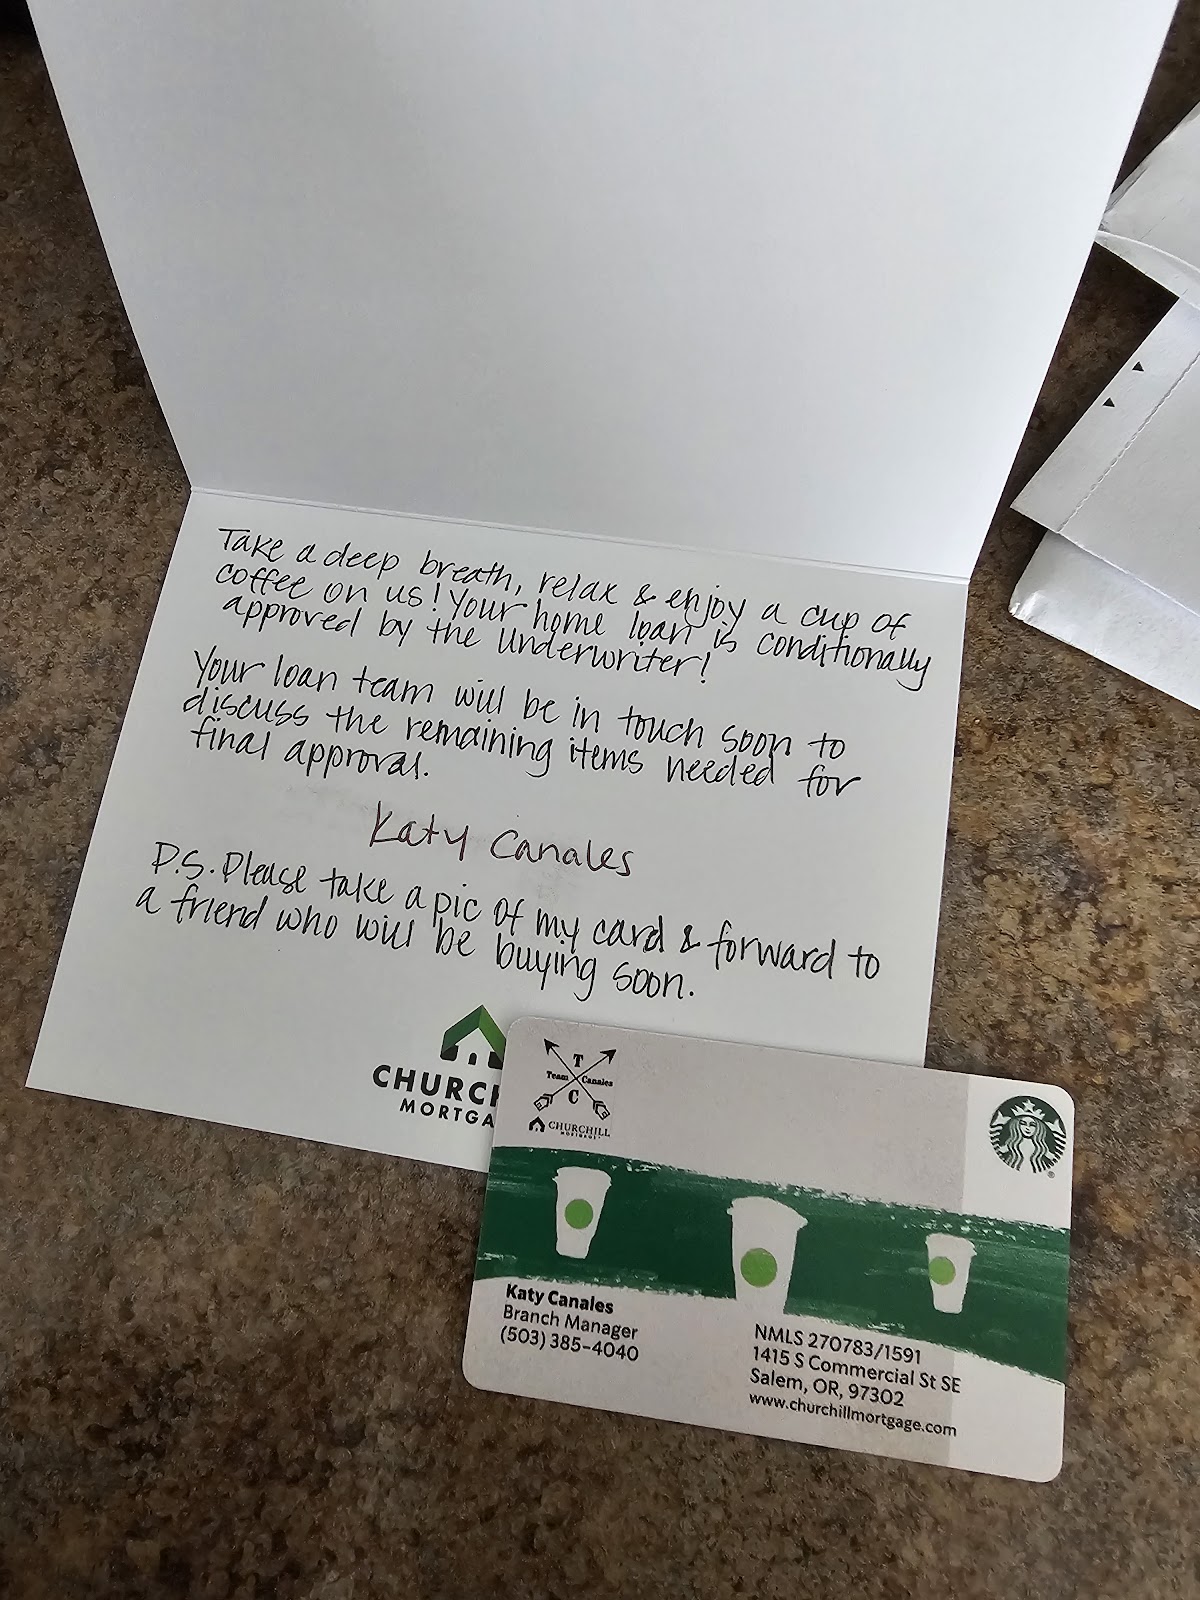 Take a deep breath, relax & enjoy a cup of
coffee on us! Your home loan is conditionally
approved by the underwriter!
Your loan team will be in touch soon to
discuss the remaining items needed for
final approval.
Katy Canales
P.S. Please take a pic of my card & forward to
a friend who will be buying soon.
CHURCH
MORTGA
T
Team Canales
C
CHURCHILL
MORTGAGE
Katy Canales
Branch Manager
(503) 385-4040
NMLS 270783/1591
1415 S Commercial St SE
Salem, OR, 97302
www.churchillmortgage.com